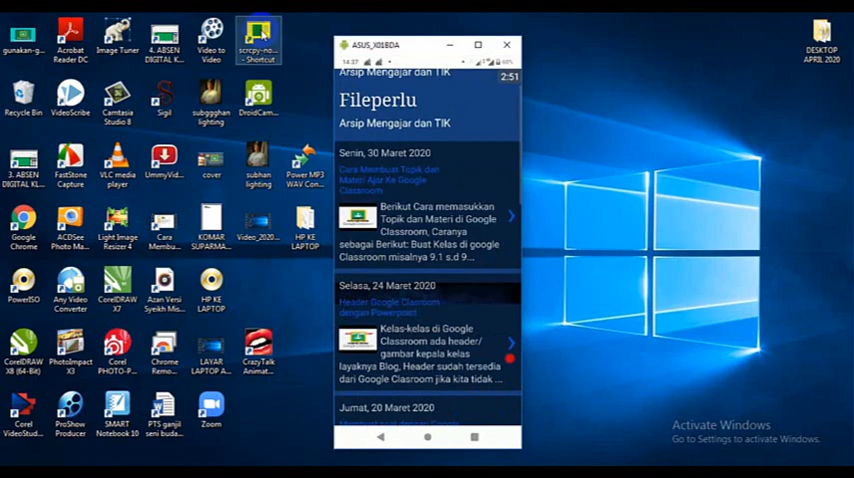 gunakan-g...
Acrobat
Reader DC
Image Tuner
4. ABSEN
DIGITAL K...
Video to
Video
scrcpy-no...
- Shortcut
DESKTOP
APRIL 2020
Recycle Bin
VideoScribe
Camtasia
Studio 8
Sigil
subggghan
lighting
DroidCam...
3. ABSEN
DIGITAL KL...
FastStone
Capture
VLC media
player
UmmyVid...
cover
subhan
lighting
Power MP3
WAV Con...
Google
Chrome
ACDSee
Photo Ma...
Light Image
Resizer 4
Cara
Membu...
KOMAR
SUPARMA...
Video_2020...
HP KE
LAPTOP
PowerISO
Any Video
Converter
CorelDRAW
X7
Azan Versi
Syeikh Mis...
HP KE
LAPTOP
CorelDRAW
X8 (64-Bit)
PhotoImpact
X3
Corel
PHOTO-P...
Chrome
Remo...
LAYAR
LAPTOP A...
CrazyTalk
Animat...
Corel
VideoStud...
ProShow
Producer
SMART
Notebook 10
PTS ganjil
seni buda...
Zoom
ASUS_X01BDA
14.37
2:51
Arsip Mengajar dan TIK
Fileperlu
Arsip Mengajar dan TIK
Senin, 30 Maret 2020
Cara Membuat Topik dan
Materi Ajar Ke Google
Classroom
Berikut Cara memasukkan
Topik dan Materi di Google
Classroom, Caranya
sebagai Berikut: Buat Kelas di google
Classroom misalnya 9.1 s.d 9...
Selasa, 24 Maret 2020
Header Google Clasroom
dengan Powerpoint
Kelas-kelas di Google
Classroom ada header/
gambar kepala kelas
layaknya Blog, Header sudah tersedia
dari Google Clasroom jika kita tidak ...
Jumat, 20 Maret 2020
Activate Windows
Go to Settings to activate Windows.